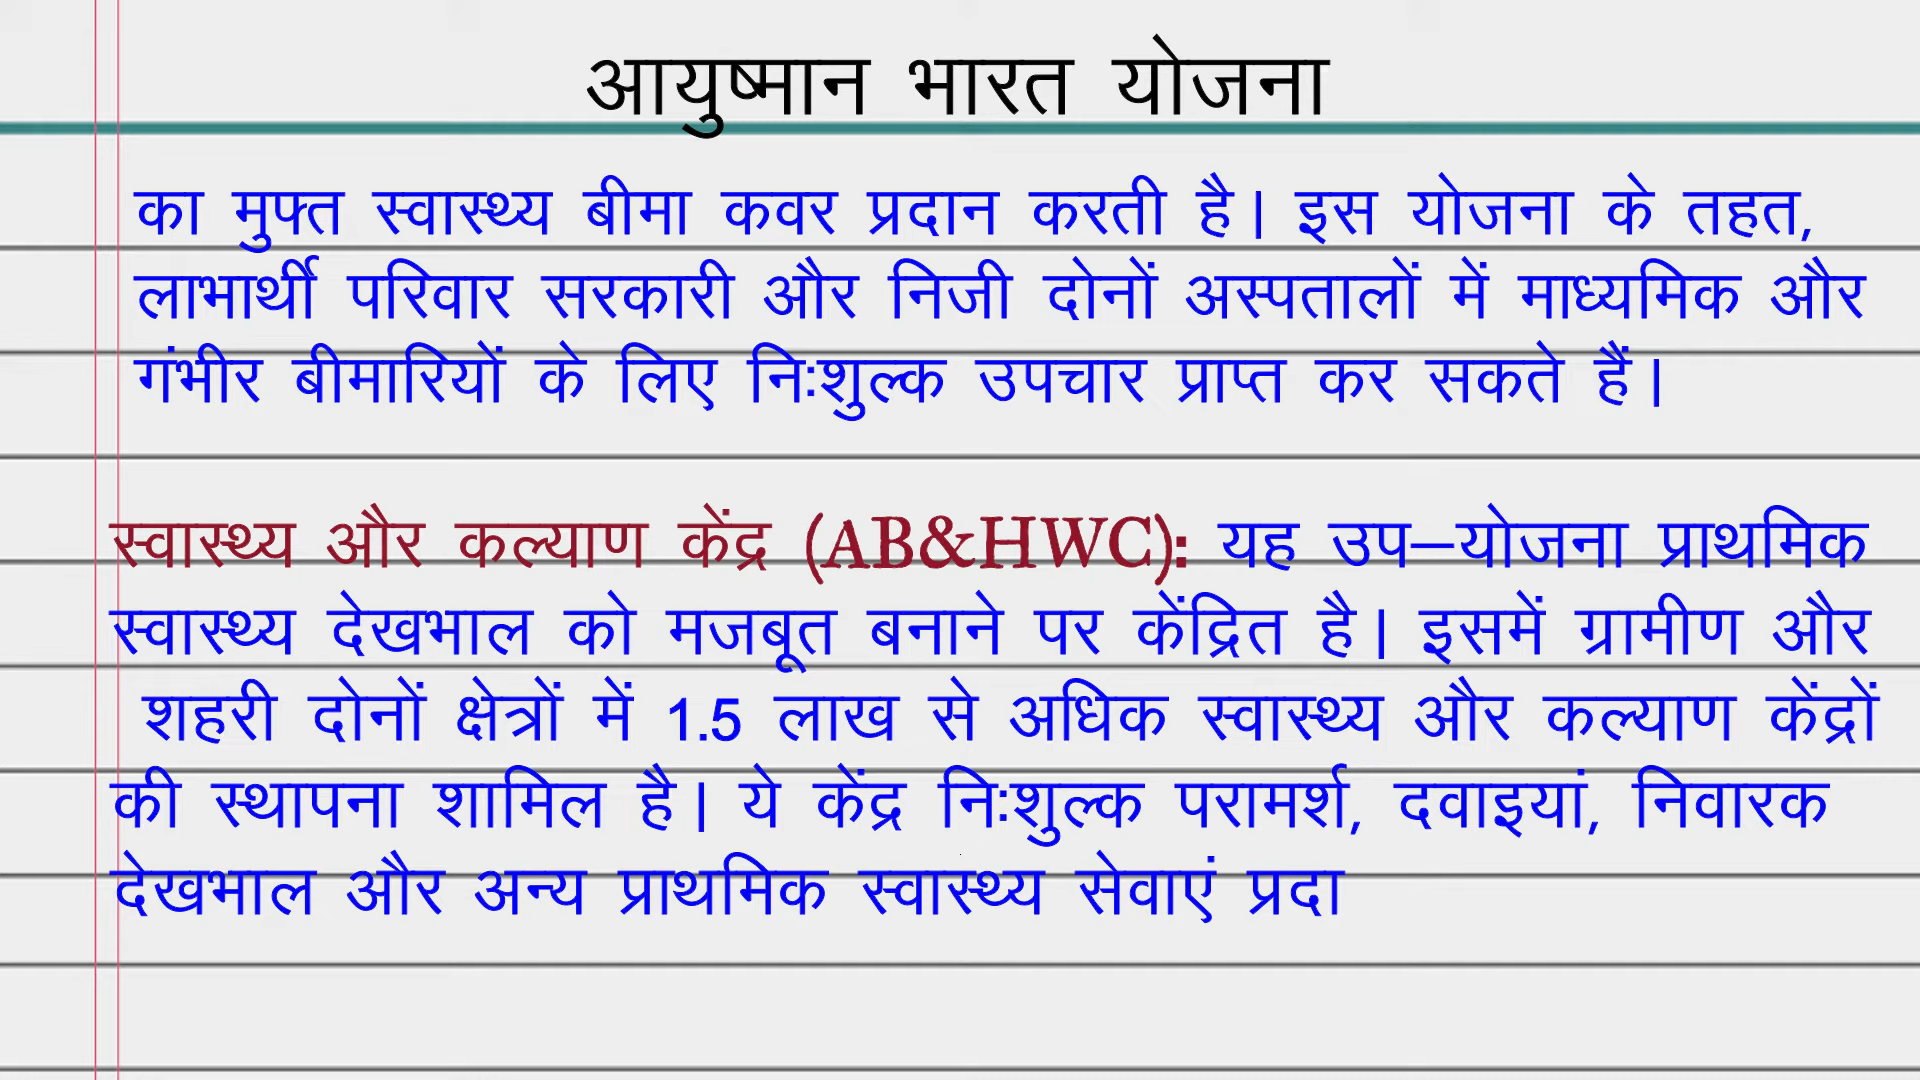 आयुष्मान भारत योजना
का मुफ्त स्वास्थ्य बीमा कवर प्रदान करती है। इस योजना के तहत,
लाभार्थी परिवार सरकारी और निजी दोनों अस्पतालों में माध्यमिक और
गंभीर बीमारियों के लिए निःशुल्क उपचार प्राप्त कर सकते हैं।
स्वास्थ्य और कल्याण केंद्र (AB&HWC): यह उप–योजना प्राथमिक
स्वास्थ्य देखभाल को मजबूत बनाने पर केंद्रित है। इसमें ग्रामीण और
शहरी दोनों क्षेत्रों में 1.5 लाख से अधिक स्वास्थ्य और कल्याण केंद्रों
की स्थापना शामिल है। ये केंद्र निःशुल्क परामर्श, दवाइयां, निवारक
देखभाल और अन्य प्राथमिक स्वास्थ्य सेवाएं प्रदा